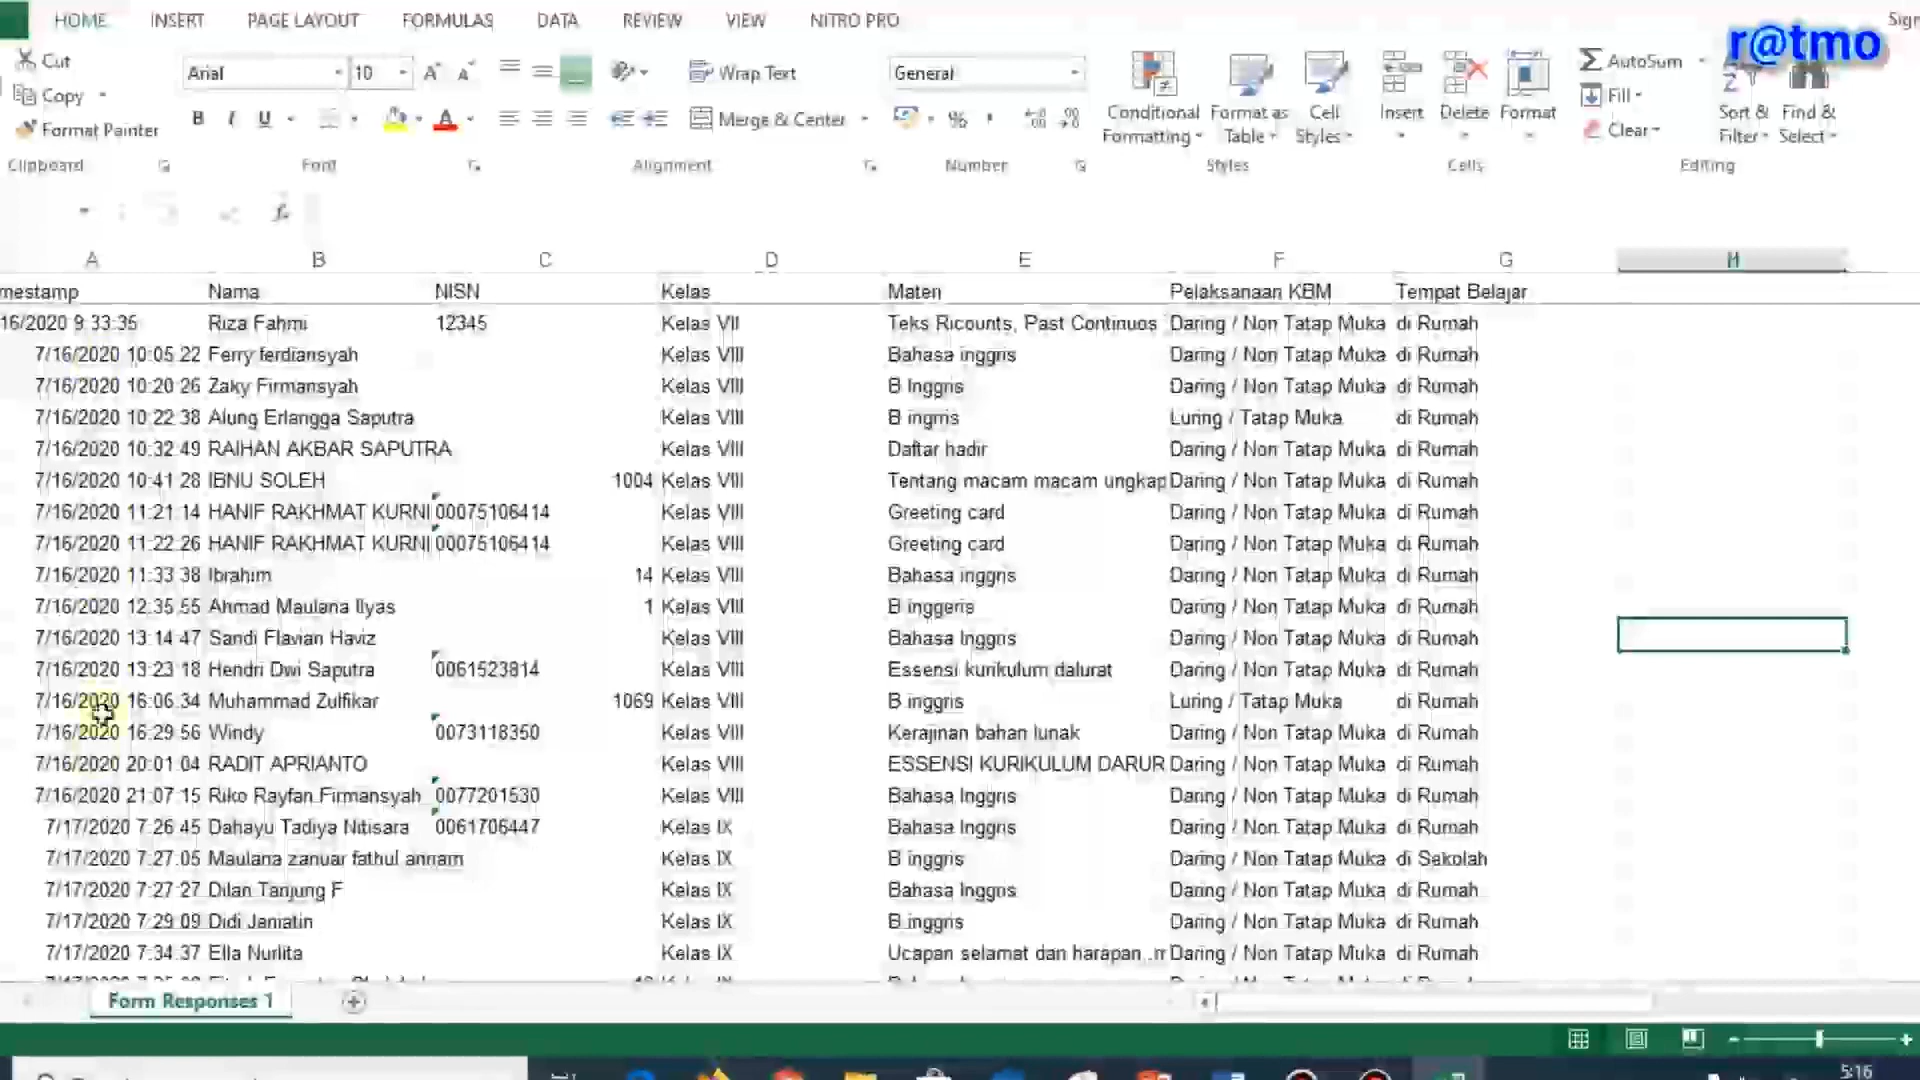 HOME INSERT PAGE LAYOUT FORMULAS DATA REVIEW VIEW NITRO PRO Sign
r@tmo
Cut
Copy
Format Painter
Clipboard
Arial 10
B I U
Font
Wrap Text
Merge & Center
Alignment
General
%
Number
Conditional Formatting
Format as Table
Cell Styles
Styles
Insert Delete Format
Cells
AutoSum
Fill
Clear
Sort & Filter
Find & Select
Editing
fx
A B C D E F G H
mestamp Nama NISN Kelas Materi Pelaksanaan KBM Tempat Belajar
16/2020 9:33:35 Riza Fahmi 12345 Kelas VII Teks Ricounts, Past Continuos Daring / Non Tatap Muka di Rumah
7/16/2020 10:05:22 Ferry ferdiansyah Kelas VIII Bahasa inggris Daring / Non Tatap Muka di Rumah
7/16/2020 10:20:26 Zaky Firmansyah Kelas VIII B Inggris Daring / Non Tatap Muka di Rumah
7/16/2020 10:22:38 Alung Erlangga Saputra Kelas VIII B ingrris Luring / Tatap Muka di Rumah
7/16/2020 10:32:49 RAIHAN AKBAR SAPUTRA Kelas VIII Daftar hadir Daring / Non Tatap Muka di Rumah
7/16/2020 10:41:28 IBNU SOLEH 1004 Kelas VIII Tentang macam macam ungkap Daring / Non Tatap Muka di Rumah
7/16/2020 11:21:14 HANIF RAKHMAT KURNI 00075106414 Kelas VIII Greeting card Daring / Non Tatap Muka di Rumah
7/16/2020 11:22:26 HANIF RAKHMAT KURNI 00075106414 Kelas VIII Greeting card Daring / Non Tatap Muka di Rumah
7/16/2020 11:33:38 Ibrahim 14 Kelas VIII Bahasa inggris Daring / Non Tatap Muka di Rumah
7/16/2020 12:35:55 Ahmad Maulana Ilyas 1 Kelas VIII B inggeris Daring / Non Tatap Muka di Rumah
7/16/2020 13:14:47 Sandi Flavian Haviz Kelas VIII Bahasa Inggris Daring / Non Tatap Muka di Rumah
7/16/2020 13:23:18 Hendri Dwi Saputra 0061523814 Kelas VIII Essensi kurikulum dalurat Daring / Non Tatap Muka di Rumah
7/16/2020 16:06:34 Muhammad Zulfikar 1069 Kelas VIII B inggris Luring / Tatap Muka di Rumah
7/16/2020 16:29:56 Windy 0073118350 Kelas VIII Kerajinan bahan lunak Daring / Non Tatap Muka di Rumah
7/16/2020 20:01:04 RADIT APRIANTO Kelas VIII ESSENSI KURIKULUM DARUR Daring / Non Tatap Muka di Rumah
7/16/2020 21:07:15 Riko Rayfan Firmansyah 0077201530 Kelas VIII Bahasa Inggris Daring / Non Tatap Muka di Rumah
7/17/2020 7:26:45 Dahayu Tadiya Nitisara 0061706447 Kelas IX Bahasa Inggris Daring / Non Tatap Muka di Rumah
7/17/2020 7:27:05 Maulana zanuar fathul annam Kelas IX B inggris Daring / Non Tatap Muka di Sekolah
7/17/2020 7:27:27 Dilan Tanjung F Kelas IX Bahasa Inggris Daring / Non Tatap Muka di Rumah
7/17/2020 7:29:09 Didi Jamatin Kelas IX B.inggris Daring / Non Tatap Muka di Rumah
7/17/2020 7:34:37 Ella Nurlita Kelas IX Ucapan selamat dan harapan,.m Daring / Non Tatap Muka di Rumah
Form Responses 1
5:16